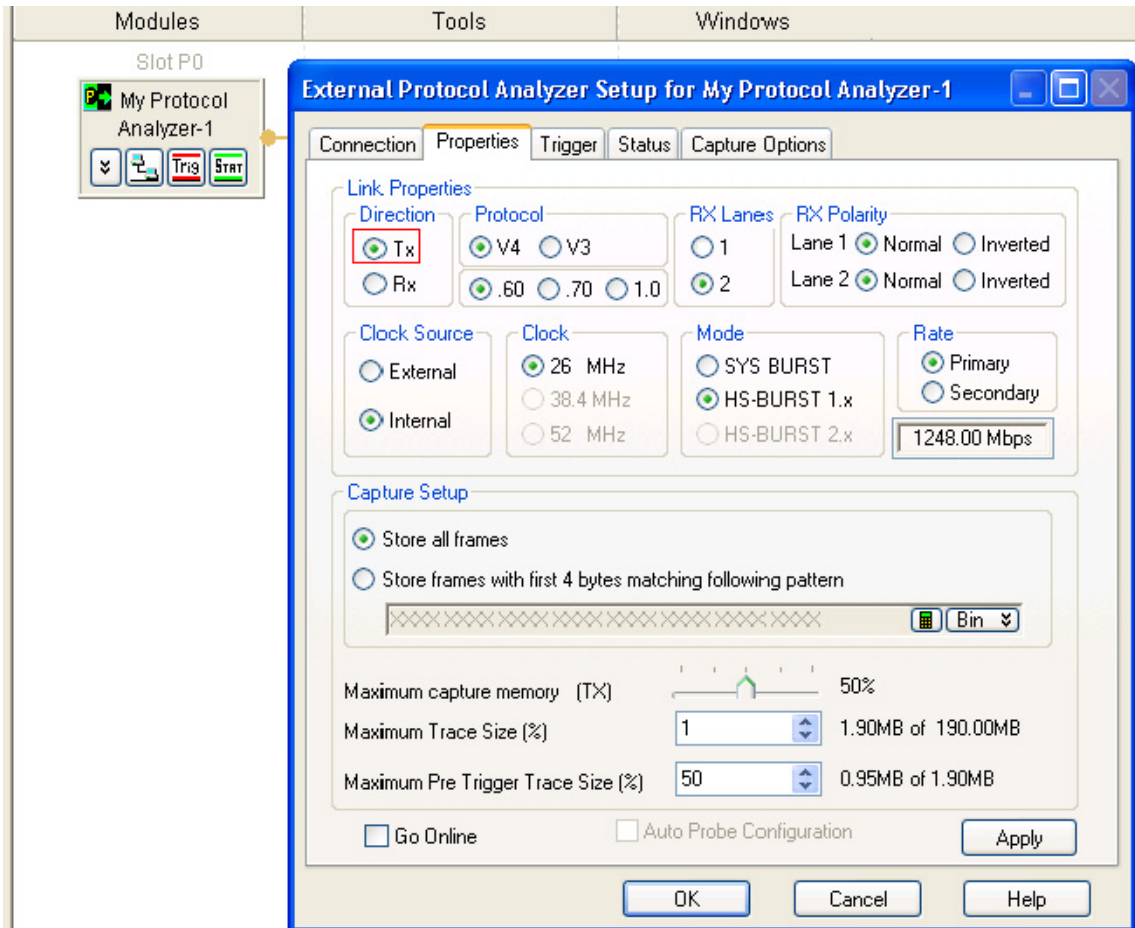 Modules Tools Windows
Slot P0
My Protocol
Analyzer-1
Trig STAT
External Protocol Analyzer Setup for My Protocol Analyzer-1
Connection Properties Trigger Status Capture Options
Link Properties
Direction Protocol RX Lanes RX Polarity
Tx V4 V3 1 Lane 1 Normal Inverted
Rx .60 .70 1.0 2 Lane 2 Normal Inverted
Clock Source Clock Mode Rate
External 26 MHz SYS BURST Primary
38.4 MHz HS-BURST 1.x Secondary
Internal 52 MHz HS-BURST 2.x 1248.00 Mbps
Capture Setup
Store all frames
Store frames with first 4 bytes matching following pattern
XXXX XXXX XXXX XXXX XXXX XXXX XXXX XXXX Bin
Maximum capture memory (TX) 50%
Maximum Trace Size (%) 1 1.90MB of 190.00MB
Maximum Pre Trigger Trace Size (%) 50 0.95MB of 1.90MB
Go Online Auto Probe Configuration Apply
OK Cancel Help